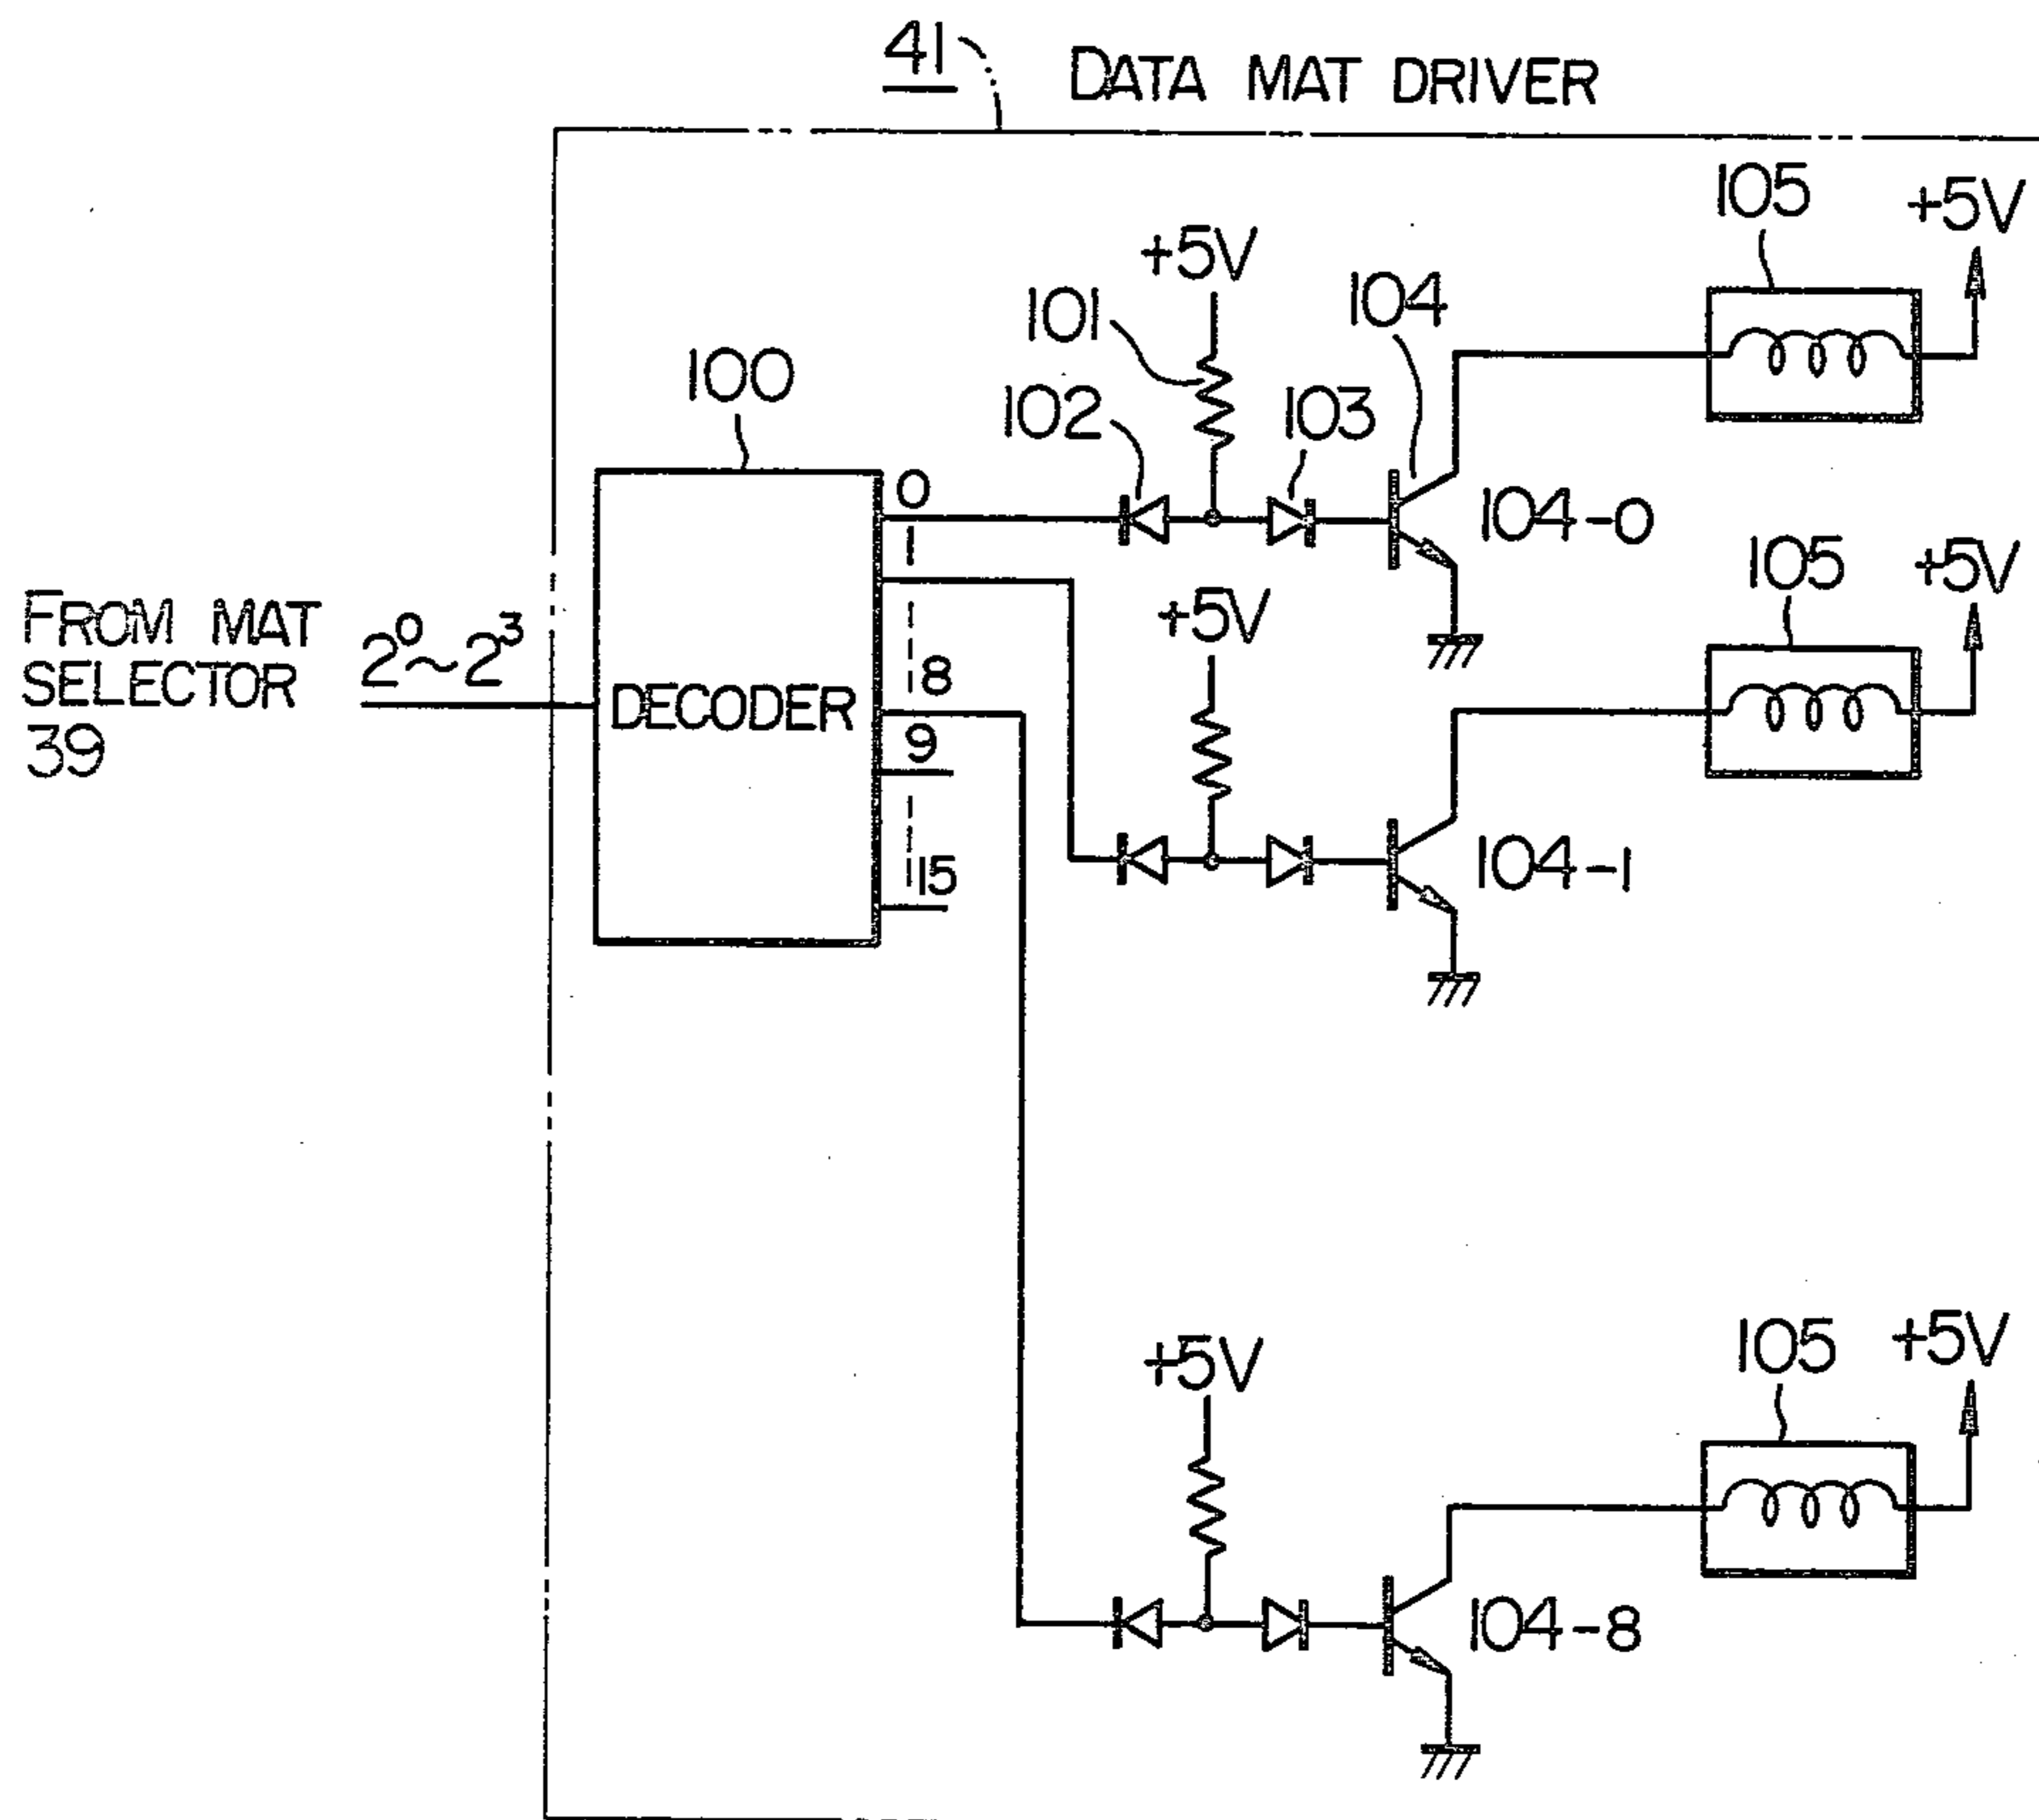 41 DATA MAT DRIVER
105
+5V
+5V
101
104
100
102
103
0
104-0
1
105
+5V
+5V
FROM MAT
SELECTOR
39
2⁰~2³
8
DECODER
9
15
104-1
105
+5V
+5V
104-8